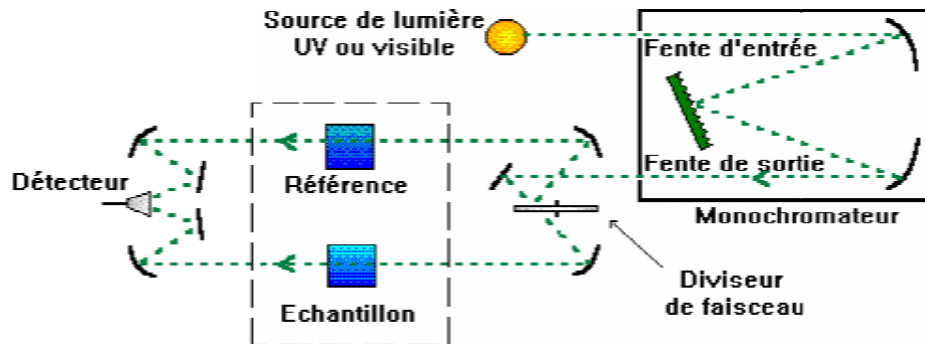 Source de lumière
UV ou visible
Fente d'entrée
Fente de sortie
Monochromateur
Détecteur
Référence
Echantillon
Diviseur
de faisceau